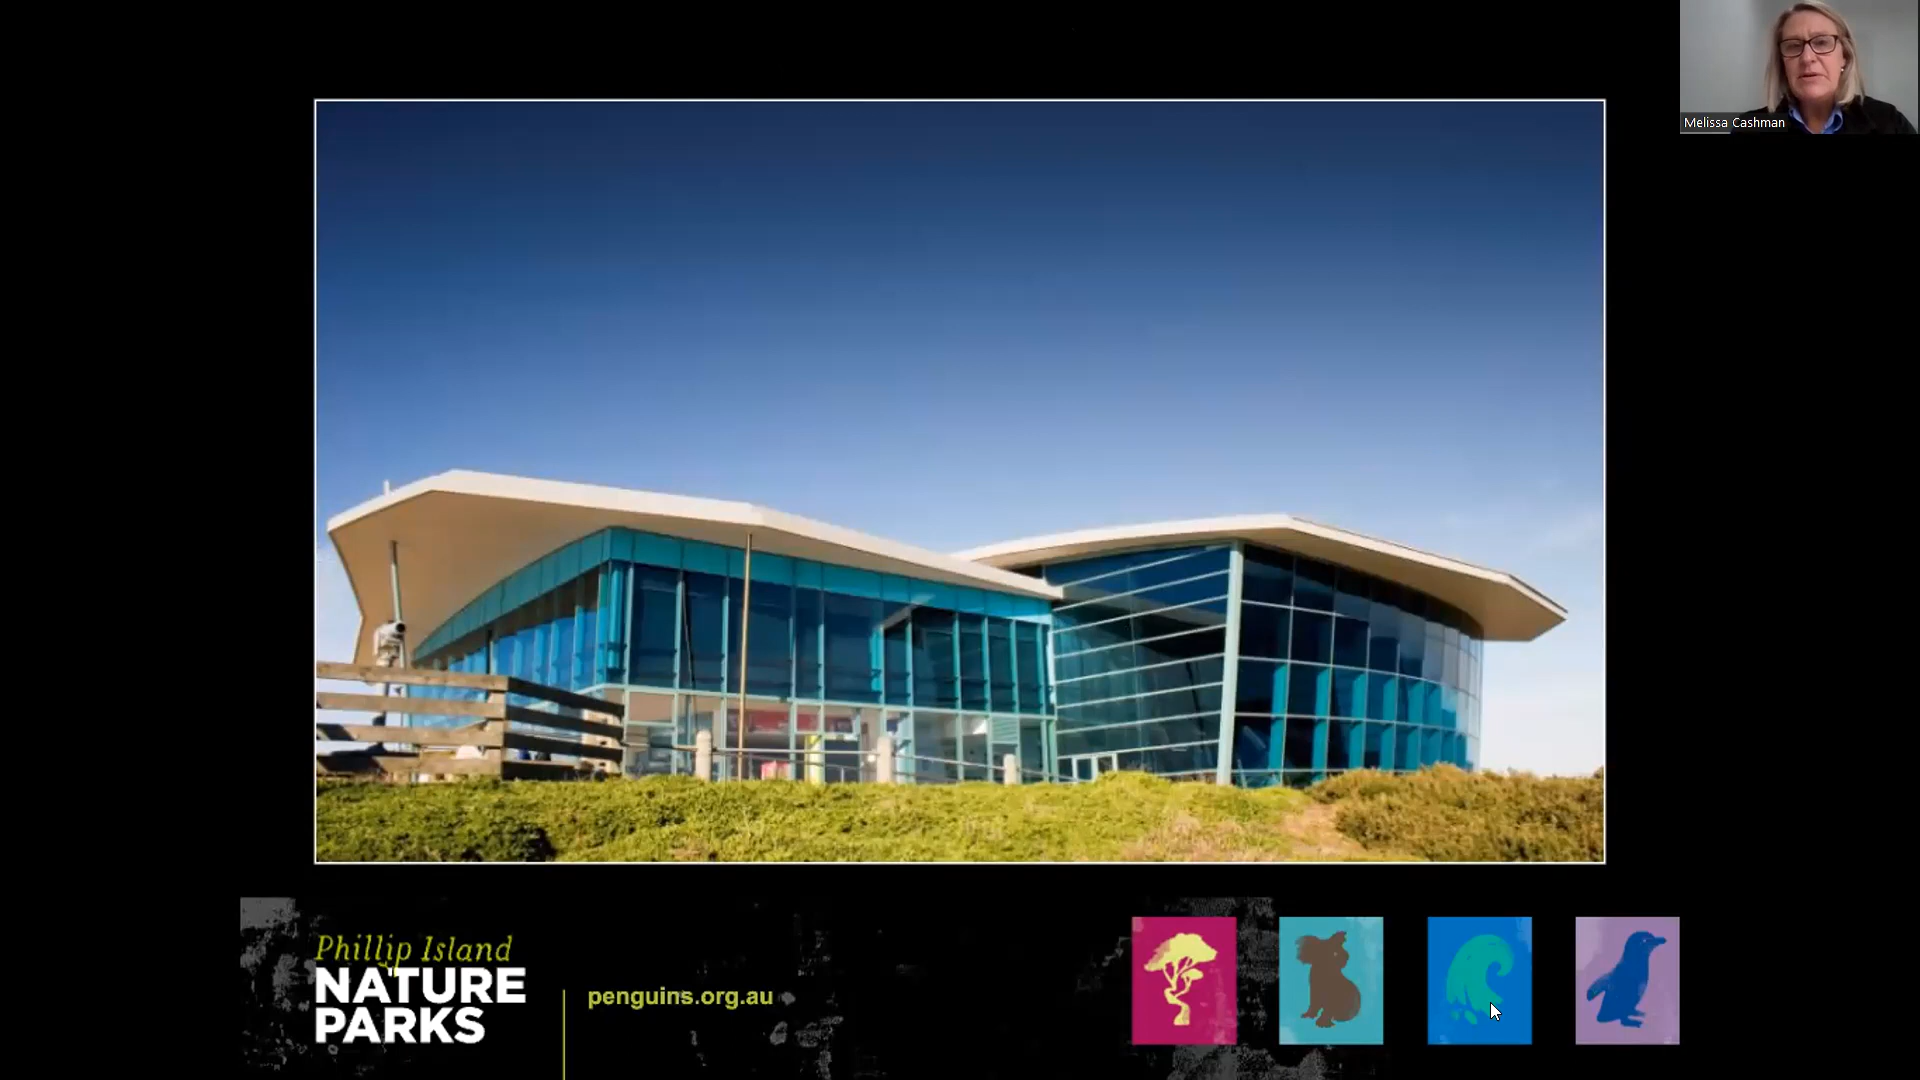 Melissa Cashman
Phillip Island
NATURE
PARKS
penguins.org.au